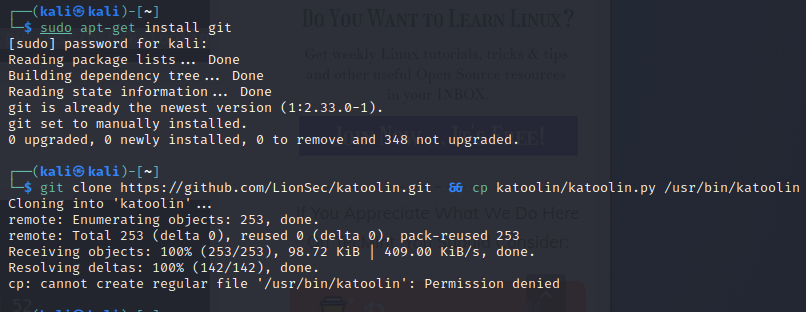 ┌──(kali㉿kali)-[~]
└─$ sudo apt-get install git
[sudo] password for kali:
Reading package lists... Done
Building dependency tree... Done
Reading state information... Done
git is already the newest version (1:2.33.0-1).
git set to manually installed.
0 upgraded, 0 newly installed, 0 to remove and 348 not upgraded.
┌──(kali㉿kali)-[~]
└─$ git clone https://github.com/LionSec/katoolin.git && cp katoolin/katoolin.py /usr/bin/katoolin
Cloning into 'katoolin'...
remote: Enumerating objects: 253, done.
remote: Total 253 (delta 0), reused 0 (delta 0), pack-reused 253
Receiving objects: 100% (253/253), 98.72 KiB | 409.00 KiB/s, done.
Resolving deltas: 100% (142/142), done.
cp: cannot create regular file '/usr/bin/katoolin': Permission denied
Do You Want to Learn Linux?
Get weekly Linux tutorials, tricks & tips
and other useful Open Source resources
in your INBOX.
If You Appreciate What We Do Here